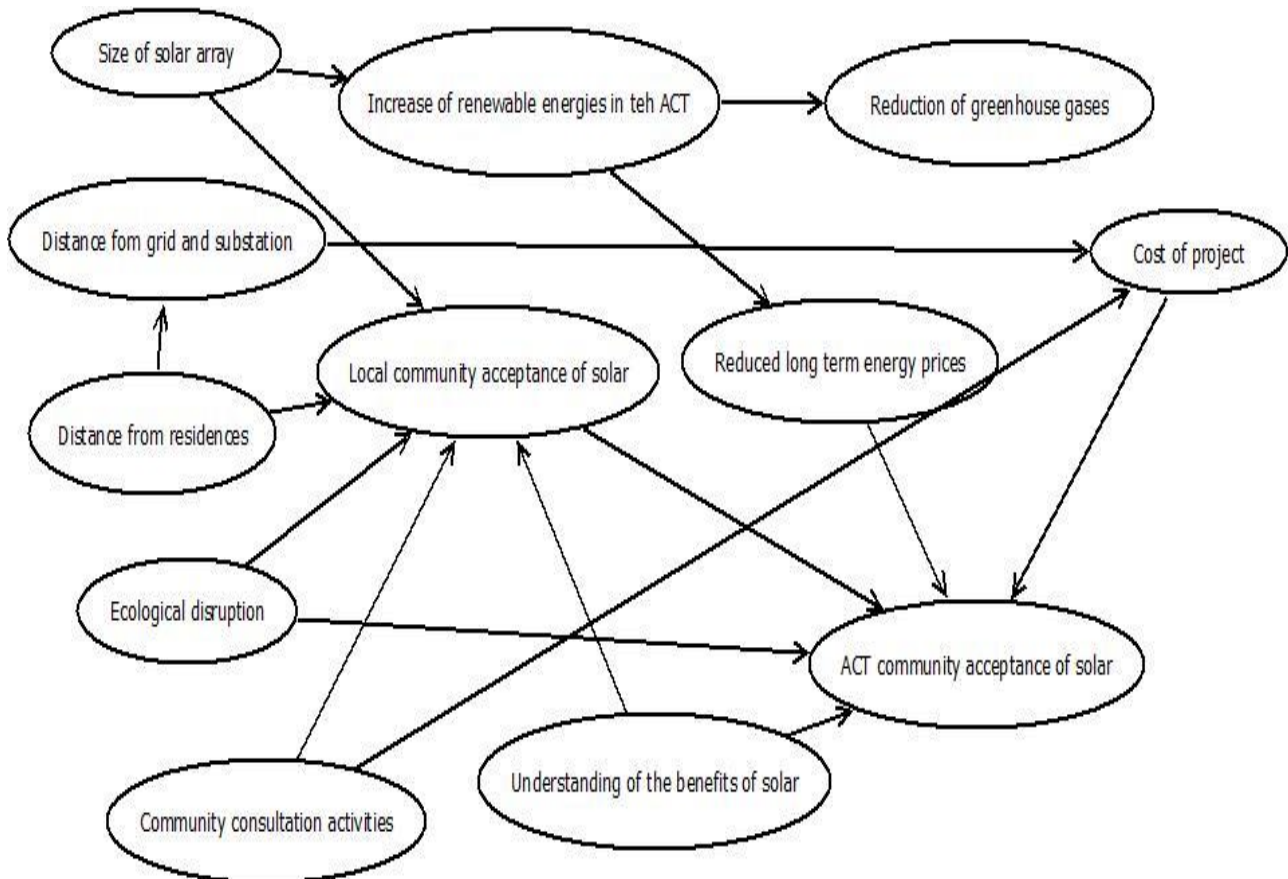 Size of solar array
Increase of renewable energies in teh ACT
Reduction of greenhouse gases
Distance fom grid and substation
Cost of project
Local community acceptance of solar
Reduced long term energy prices
Distance from residences
Ecological disruption
ACT community acceptance of solar
Understanding of the benefits of solar
Community consultation activities